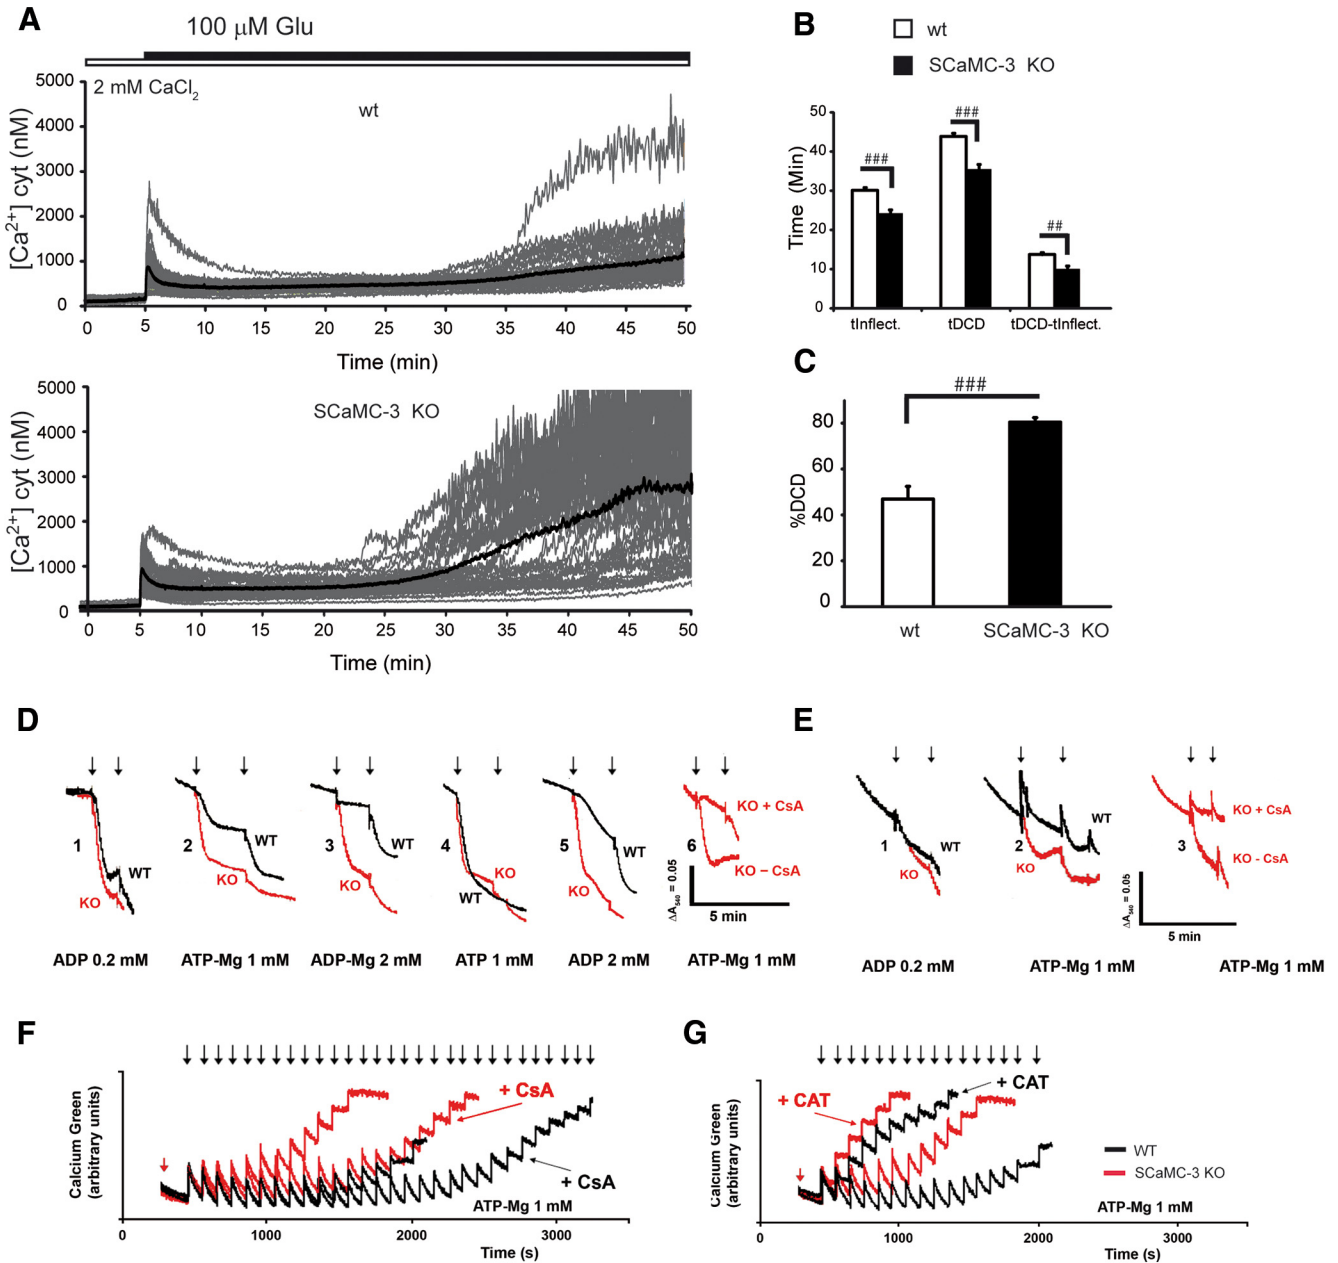 A
100 μM Glu
2 mM CaCl2
wt
[Ca2+] cyt (nM)
5000
4000
3000
2000
1000
0
0 5 10 15 20 25 30 35 40 45 50
Time (min)
SCaMC-3 KO
[Ca2+] cyt (nM)
5000
4000
3000
2000
1000
0
0 5 10 15 20 25 30 35 40 45 50
Time (min)
B
wt
SCaMC-3 KO
Time (Min)
50
40
30
20
10
0
###
###
##
tInflect. tDCD tDCD-tInflect.
C
###
%DCD
80
60
40
20
0
wt SCaMC-3 KO
D
1 WT KO
2 WT KO
3 WT KO
4 KO WT
5 WT KO
6 KO + CsA
KO – CsA
ΔA540 = 0.05
5 min
ADP 0.2 mM ATP-Mg 1 mM ADP-Mg 2 mM ATP 1 mM ADP 2 mM ATP-Mg 1 mM
E
1 WT KO
2 WT KO
3 KO + CsA
KO - CsA
ΔA540 = 0.05
5 min
ADP 0.2 mM ATP-Mg 1 mM ATP-Mg 1 mM
F
Calcium Green
(arbitrary units)
+ CsA
+ CsA
ATP-Mg 1 mM
0 1000 2000 3000
Time (s)
G
Calcium Green
(arbitrary units)
+ CAT
+ CAT
WT
SCaMC-3 KO
ATP-Mg 1 mM
0 1000 2000 3000
Time (s)